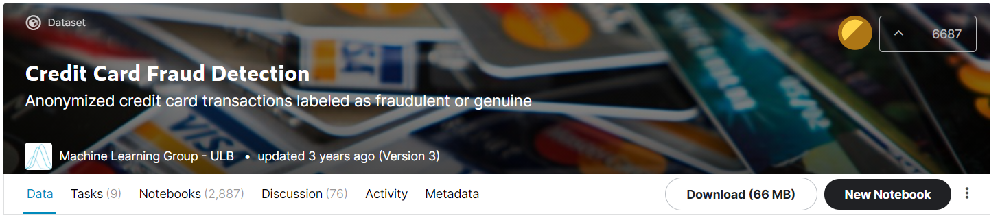 Dataset
6687
Credit Card Fraud Detection
Anonymized credit card transactions labeled as fraudulent or genuine
VISA
Machine Learning Group - ULB • updated 3 years ago (Version 3)
Data Tasks (9) Notebooks (2,887) Discussion (76) Activity Metadata Download (66 MB) New Notebook